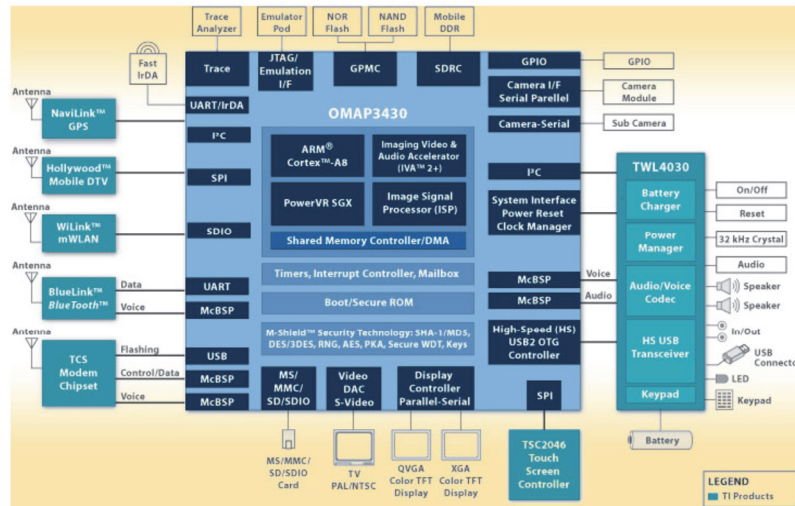 Trace
Analyzer
Emulator
Pod
NOR
Flash
NAND
Flash
Mobile
DDR
Fast
IrDA
Trace
JTAG/
Emulation
I/F
GPMC
SDRC
GPIO
GPIO
Camera I/F
Serial Parellel
Camera
Module
Camera-Serial
Sub Camera
Antenna
NaviLink™
GPS
UART/IrDA
I²C
OMAP3430
ARM®
Cortex™-A8
Imaging Video &
Audio Accelerator
(IVA™ 2+)
PowerVR SGX
Image Signal
Processor (ISP)
Shared Memory Controller/DMA
Timers, Interrupt Controller, Mailbox
Boot/Secure ROM
M-Shield™ Security Technology: SHA-1/MD5,
DES/3DES, RNG, AES, PKA, Secure WDT, Keys
Antenna
Hollywood™
Mobile DTV
SPI
Antenna
WiLink™
mWLAN
SDIO
Antenna
BlueLink™
BlueTooth™
Data
Voice
UART
McBSP
Antenna
TCS
Modem
Chipset
Flashing
Control/Data
Voice
USB
McBSP
McBSP
I²C
System Interface
Power Reset
Clock Manager
McBSP
McBSP
Voice
Audio
High-Speed (HS)
USB2 OTG
Controller
TWL4030
Battery
Charger
Power
Manager
Audio/Voice
Codec
HS USB
Transceiver
Keypad
On/Off
Reset
32 kHz Crystal
Audio
Speaker
Speaker
In/Out
USB
Connecto
LED
Keypad
Battery
MS/
MMC/
SD/SDIO
Video
DAC
S-Video
Display
Controller
Parallel-Serial
SPI
MS/MMC/
SD/SDIO
Card
TV
PAL/NTSC
QVGA
Color TFT
Display
XGA
Color TFT
Display
TSC2046
Touch
Screen
Controller
LEGEND
TI Products